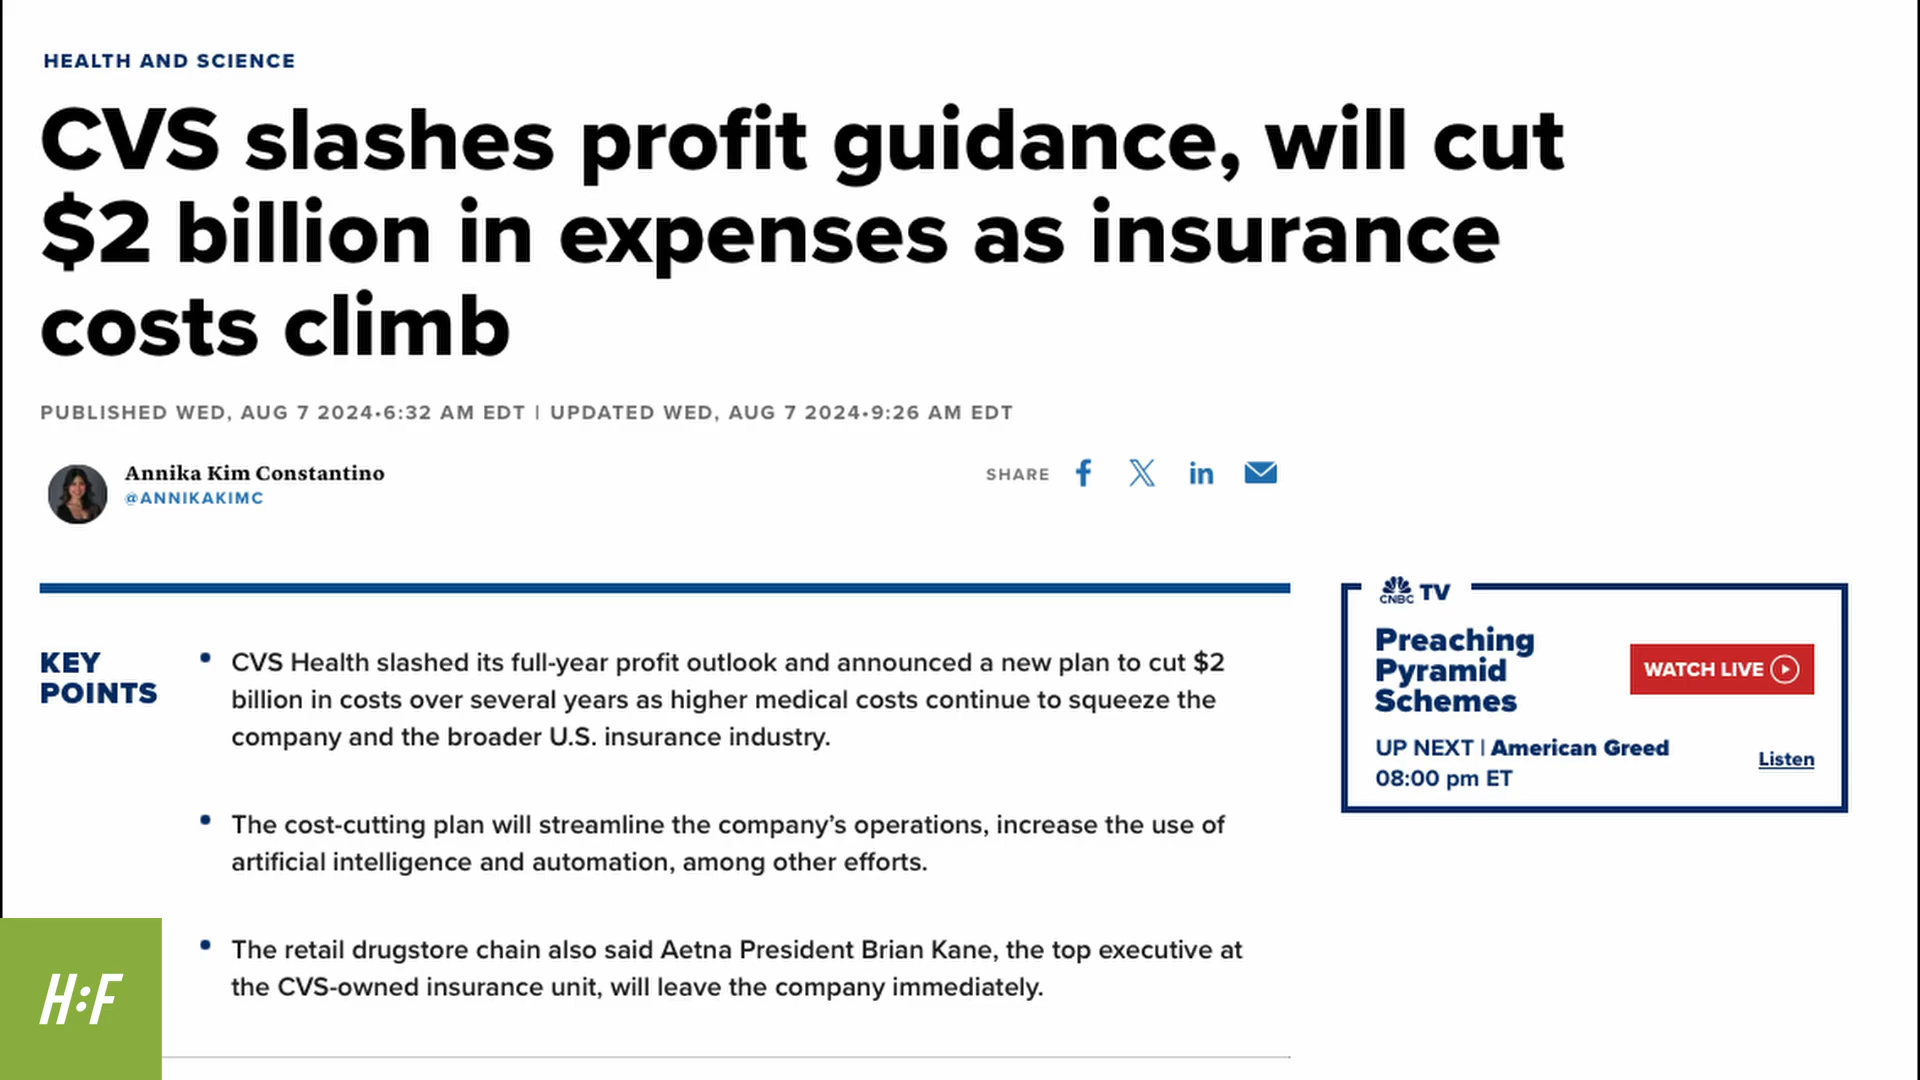 HEALTH AND SCIENCE
CVS slashes profit guidance, will cut
$2 billion in expenses as insurance
costs climb
PUBLISHED WED, AUG 7 2024•6:32 AM EDT | UPDATED WED, AUG 7 2024•9:26 AM EDT
Annika Kim Constantino
@ANNIKAKIMC
SHARE
f X in
KEY
POINTS
• CVS Health slashed its full-year profit outlook and announced a new plan to cut $2
billion in costs over several years as higher medical costs continue to squeeze the
company and the broader U.S. insurance industry.
• The cost-cutting plan will streamline the company’s operations, increase the use of
artificial intelligence and automation, among other efforts.
• The retail drugstore chain also said Aetna President Brian Kane, the top executive at
the CVS-owned insurance unit, will leave the company immediately.
CNBC TV
Preaching
Pyramid
Schemes
WATCH LIVE
UP NEXT | American Greed
08:00 pm ET
Listen
H:F